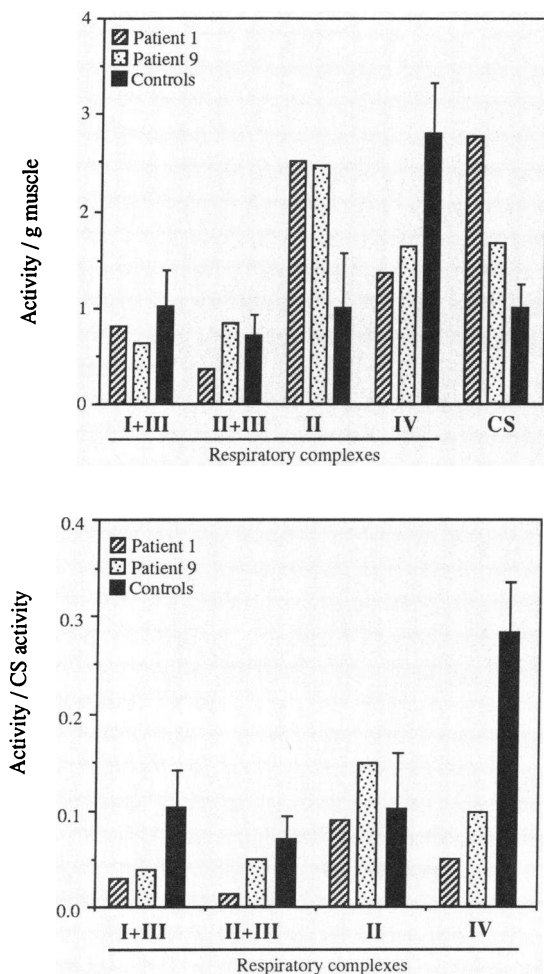 Activity / g muscle
4
3
2
1
0
Patient 1
Patient 9
Controls
I+III II+III II IV CS
Respiratory complexes
Activity / CS activity
0.4
0.3
0.2
0.1
0.0
Patient 1
Patient 9
Controls
I+III II+III II IV
Respiratory complexes